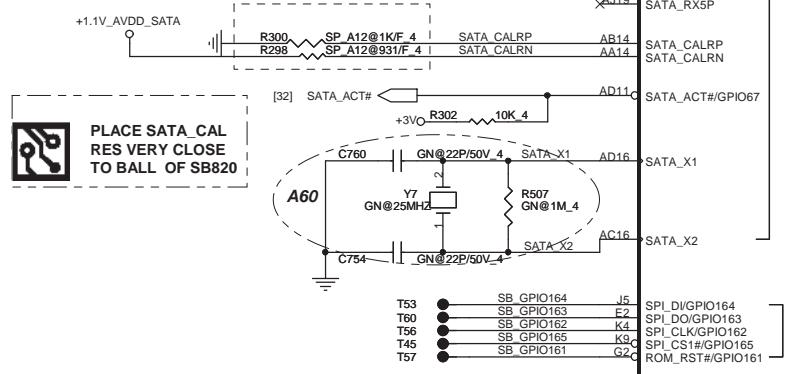 AJ19 SATA_RX5P
+1.1V_AVDD_SATA
R300 SP_A12@1K/F_4 SATA_CALRP AB14 SATA_CALRP
R298 SP_A12@931/F_4 SATA_CALRN AA14 SATA_CALRN
[32] SATA_ACT# AD11 SATA_ACT#/GPIO67
+3V R302 10K_4
PLACE SATA_CAL
RES VERY CLOSE
TO BALL OF SB820
C760 GN@22P/50V_4 SATA_X1 AD16 SATA_X1
A60
2
Y7
GN@25MHZ
1
R507
GN@1M_4
C754 GN@22P/50V_4 SATA_X2 AC16 SATA_X2
T53 SB_GPIO164 J5 SPI_DI/GPIO164
T60 SB_GPIO163 E2 SPI_DO/GPIO163
T56 SB_GPIO162 K4 SPI_CLK/GPIO162
T45 SB_GPIO165 K9 SPI_CS1#/GPIO165
T57 SB_GPIO161 G2 ROM_RST#/GPIO161